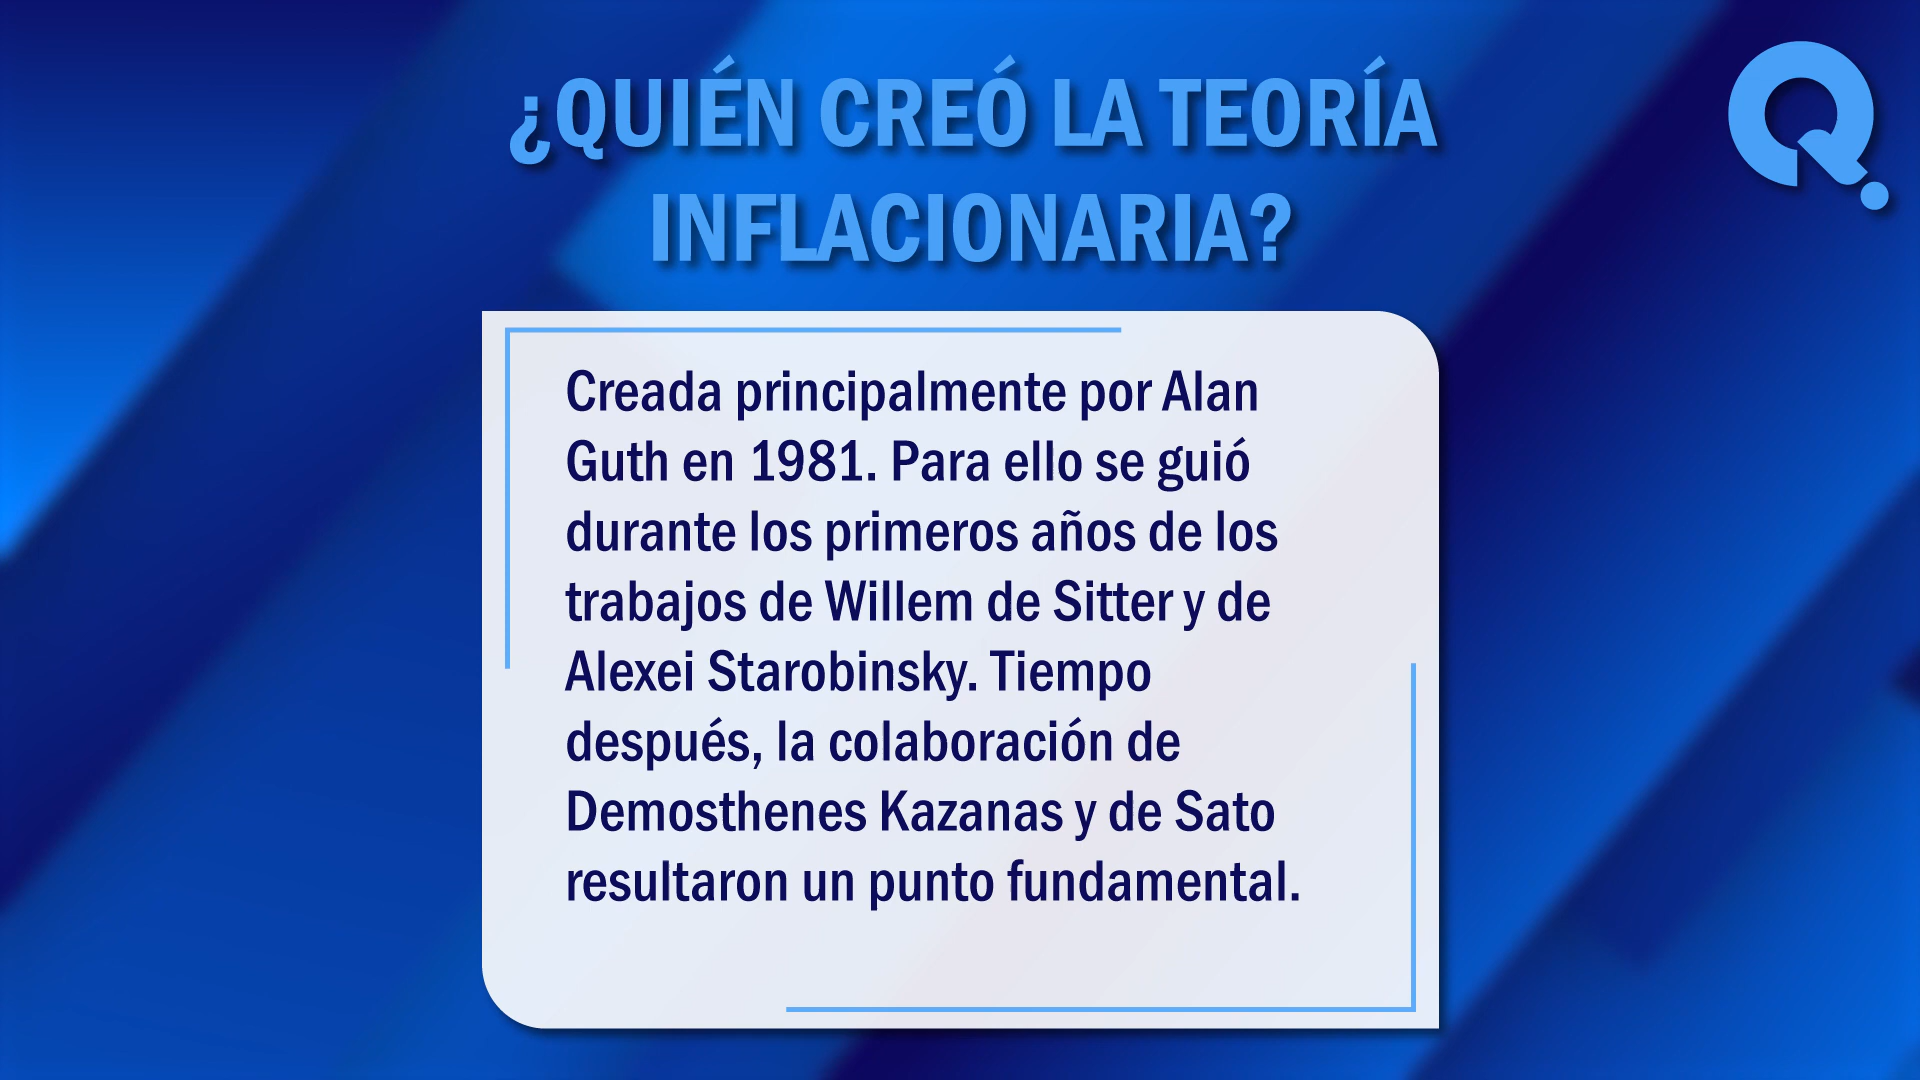 ¿QUIÉN CREÓ LA TEORÍA
INFLACIONARIA?
Q.
Creada principalmente por Alan
Guth en 1981. Para ello se guió
durante los primeros años de los
trabajos de Willem de Sitter y de
Alexei Starobinsky. Tiempo
después, la colaboración de
Demosthenes Kazanas y de Sato
resultaron un punto fundamental.